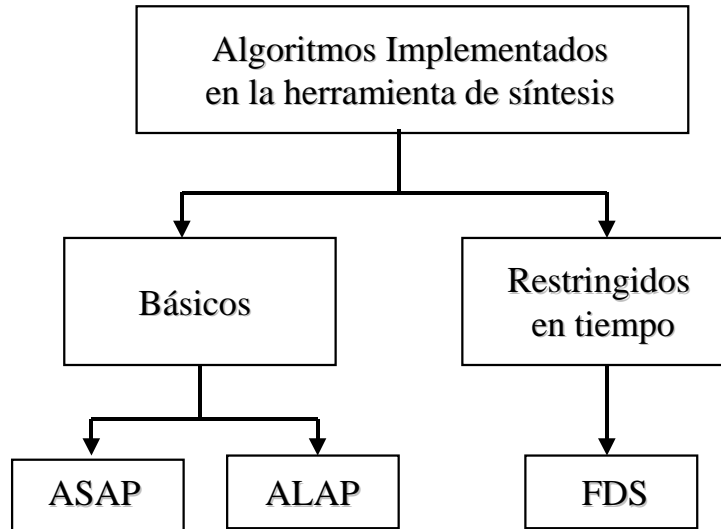 Algoritmos Implementados
en la herramienta de síntesis
Básicos
Restringidos
en tiempo
ASAP
ALAP
FDS